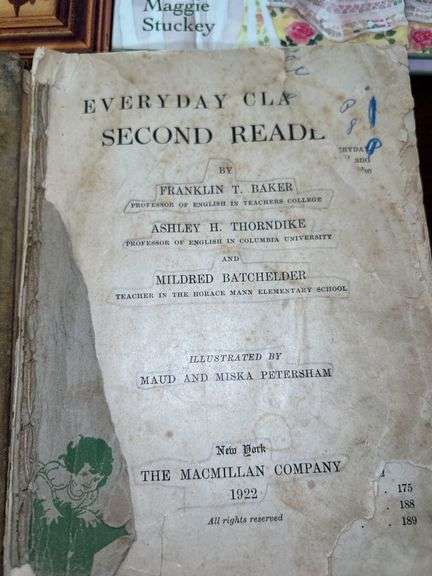 Maggie
Stuckey
EVERYDAY CLA
SECOND READE
BY
FRANKLIN T. BAKER
PROFESSOR OF ENGLISH IN TEACHERS COLLEGE
ASHLEY H. THORNDIKE
PROFESSOR OF ENGLISH IN COLUMBIA UNIVERSITY
AND
MILDRED BATCHELDER
TEACHER IN THE HORACE MANN ELEMENTARY SCHOOL
ILLUSTRATED BY
MAUD AND MISKA PETERSHAM
New York
THE MACMILLAN COMPANY
1922
All rights reserved
. 175
. . 188
. . 189